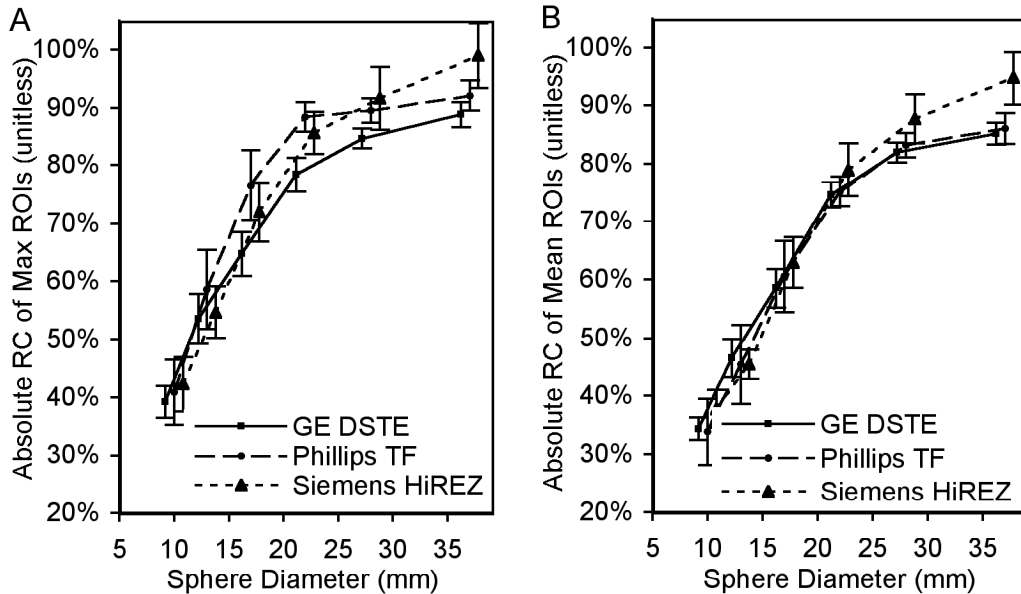 A
Absolute RC of Max ROIs (unitless)
100%
90%
80%
70%
60%
50%
40%
30%
20%
GE DSTE
Phillips TF
Siemens HiREZ
5 10 15 20 25 30 35
Sphere Diameter (mm)
B
Absolute RC of Mean ROIs (unitless)
100%
90%
80%
70%
60%
50%
40%
30%
20%
GE DSTE
Phillips TF
Siemens HiREZ
5 10 15 20 25 30 35
Sphere Diameter (mm)